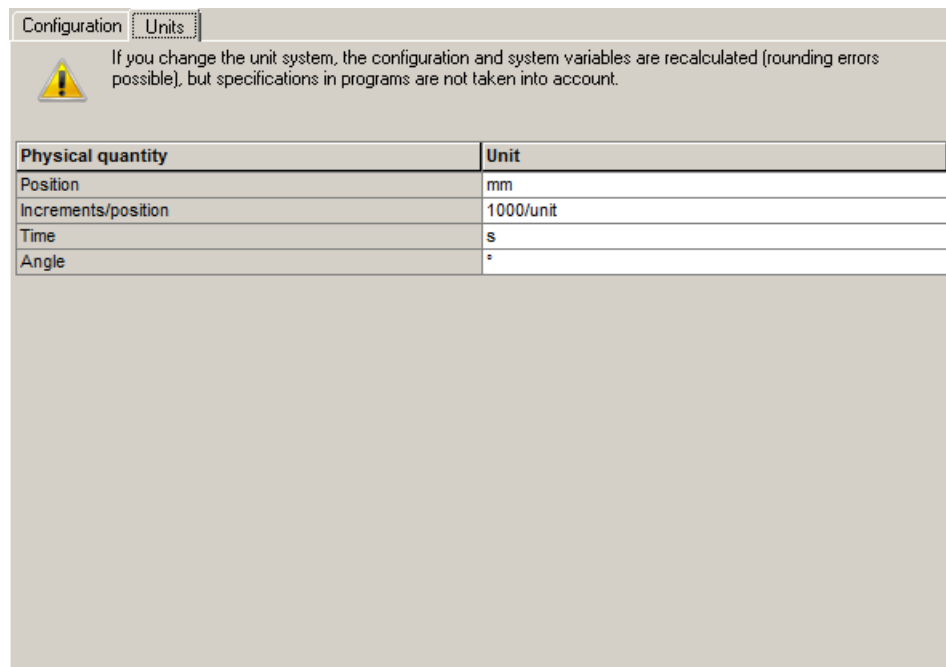 Configuration Units
If you change the unit system, the configuration and system variables are recalculated (rounding errors
possible), but specifications in programs are not taken into account.
Physical quantity Unit
Position mm
Increments/position 1000/unit
Time s
Angle °